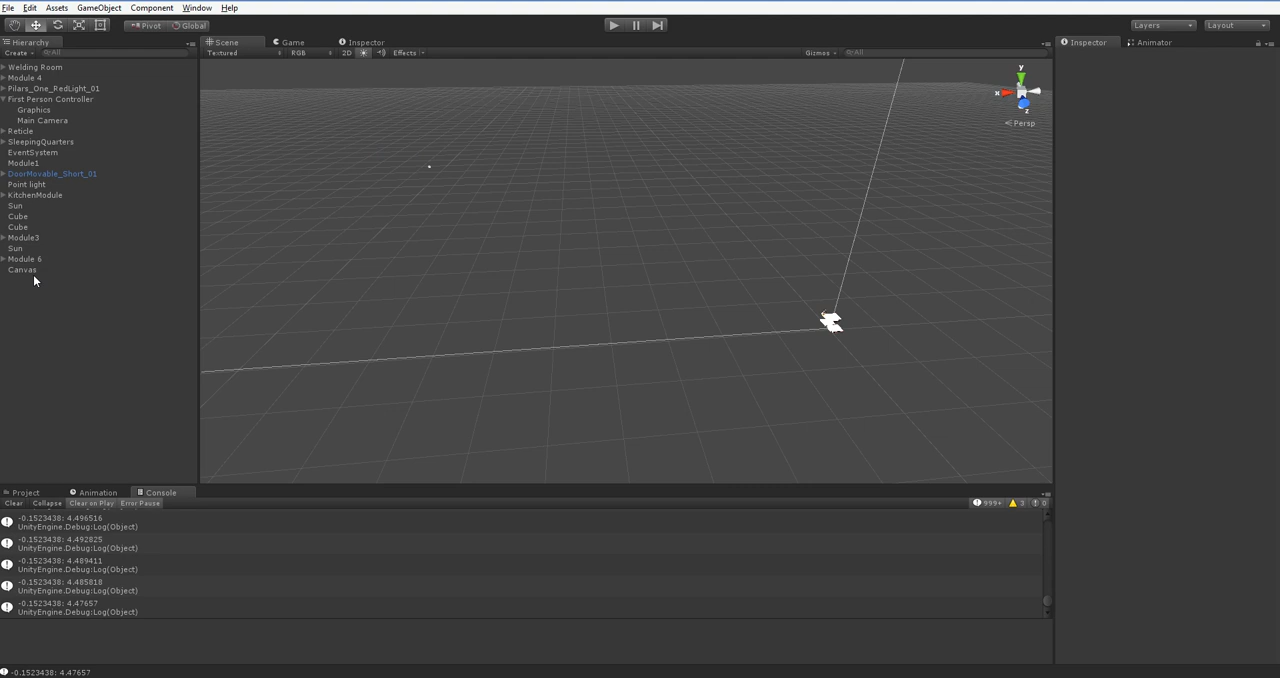 File Edit Assets GameObject Component Window Help
Pivot Global Layers Layout
Hierarchy Scene Game Inspector Inspector Animator
Create All Textured RGB 2D Effects Gizmos All
Welding Room
Module 4
Pilars_One_RedLight_01
First Person Controller
Graphics
Main Camera
Reticle
SleepingQuarters
EventSystem
Module1
DoorMovable_Short_01
Point light
KitchenModule
Sun
Cube
Cube
Module3
Sun
Module 6
Canvas
y
x
z
Persp
Project Animation Console
Clear Collapse Clear on Play Error Pause 999+ 3 0
-0.1523438: 4.496516
UnityEngine.Debug:Log(Object)
-0.1523438: 4.492825
UnityEngine.Debug:Log(Object)
-0.1523438: 4.489411
UnityEngine.Debug:Log(Object)
-0.1523438: 4.485818
UnityEngine.Debug:Log(Object)
-0.1523438: 4.47657
UnityEngine.Debug:Log(Object)
-0.1523438: 4.47657